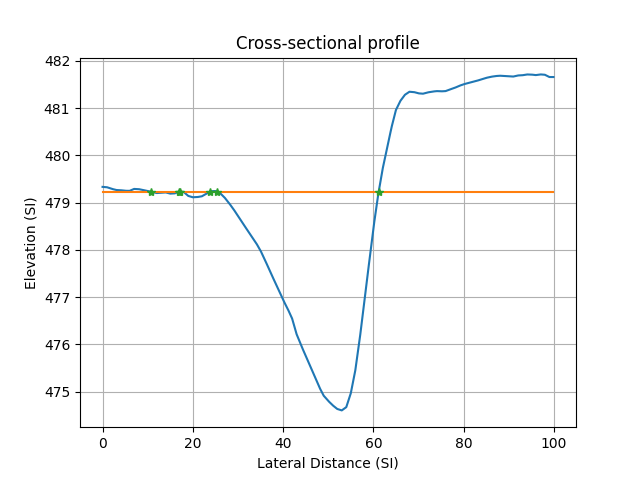 Cross-sectional profile
482
481
480
479
478
477
476
475
Elevation (SI)
0 20 40 60 80 100
Lateral Distance (SI)